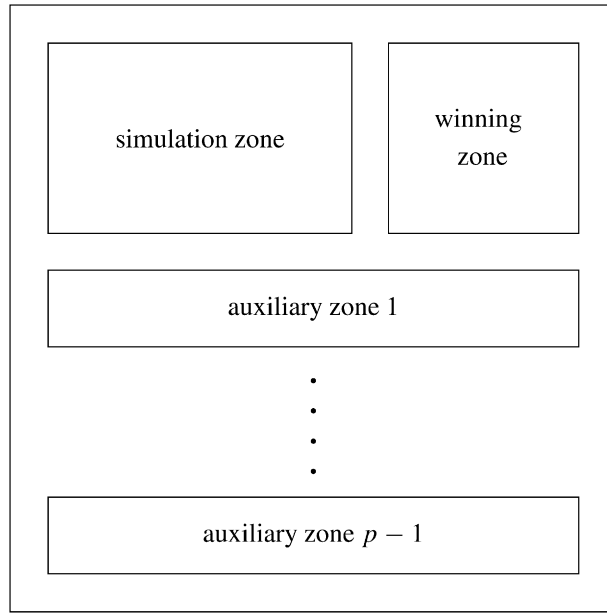 simulation zone
winning
zone
auxiliary zone 1
auxiliary zone p − 1